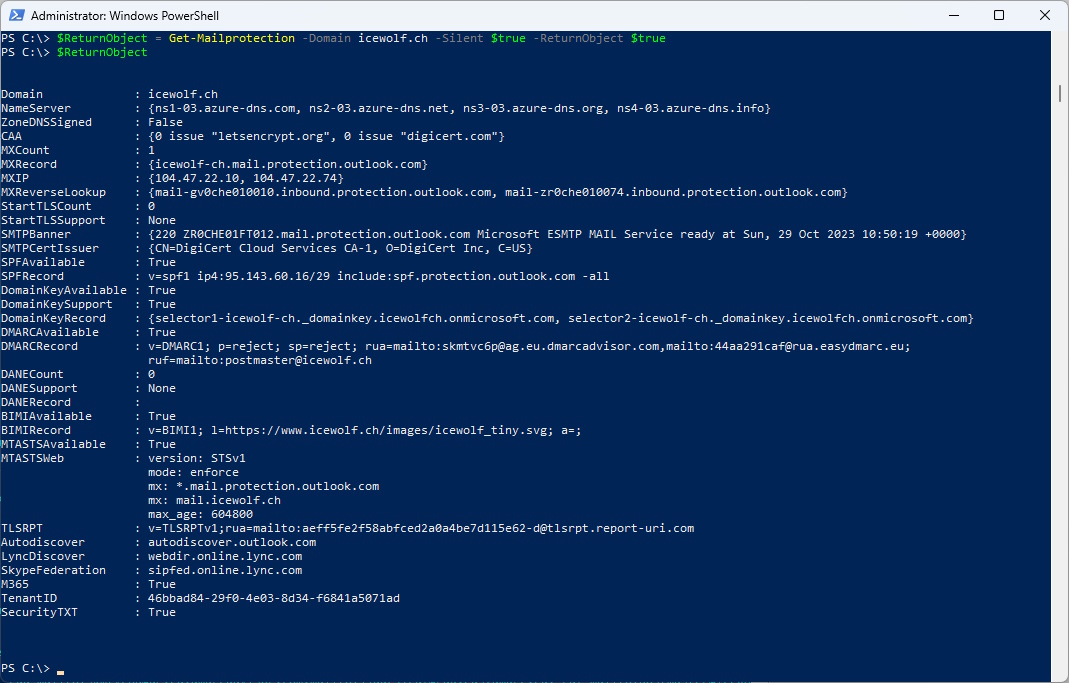 Administrator: Windows PowerShell
PS C:\> $ReturnObject = Get-Mailprotection -Domain icewolf.ch -Silent $true -ReturnObject $true
PS C:\> $ReturnObject
Domain : icewolf.ch
NameServer : {ns1-03.azure-dns.com, ns2-03.azure-dns.net, ns3-03.azure-dns.org, ns4-03.azure-dns.info}
ZoneDNSSigned : False
CAA : {0 issue "letsencrypt.org", 0 issue "digicert.com"}
MXCount : 1
MXRecord : {icewolf-ch.mail.protection.outlook.com}
MXIP : {104.47.22.10, 104.47.22.74}
MXReverseLookup : {mail-gv0che010010.inbound.protection.outlook.com, mail-zr0che010074.inbound.protection.outlook.com}
StartTLSCount : 0
StartTLSSupport : None
SMTPBanner : {220 ZR0CHE01FT012.mail.protection.outlook.com Microsoft ESMTP MAIL Service ready at Sun, 29 Oct 2023 10:50:19 +0000}
SMTPCertIssuer : {CN=DigiCert Cloud Services CA-1, O=DigiCert Inc, C=US}
SPFAvailable : True
SPFRecord : v=spf1 ip4:95.143.60.16/29 include:spf.protection.outlook.com -all
DomainKeyAvailable : True
DomainKeySupport : True
DomainKeyRecord : {selector1-icewolf-ch._domainkey.icewolfch.onmicrosoft.com, selector2-icewolf-ch._domainkey.icewolfch.onmicrosoft.com}
DMARCAvailable : True
DMARCRecord : v=DMARC1; p=reject; sp=reject; rua=mailto:skmtvc6p@ag.eu.dmarcadvisor.com,mailto:44aa291caf@rua.easydmarc.eu;
ruf=mailto:postmaster@icewolf.ch
DANECount : 0
DANESupport : None
DANERecord :
BIMIAvailable : True
BIMIRecord : v=BIMI1; l=https://www.icewolf.ch/images/icewolf_tiny.svg; a=;
MTASTSAvailable : True
MTASTSWeb : version: STSv1
mode: enforce
mx: *.mail.protection.outlook.com
mx: mail.icewolf.ch
max_age: 604800
TLSRPT : v=TLSRPTv1;rua=mailto:aeff5fe2f58abfced2a0a4be7d115e62-d@tlsrpt.report-uri.com
Autodiscover : autodiscover.outlook.com
LyncDiscover : webdir.online.lync.com
SkypeFederation : sipfed.online.lync.com
M365 : True
TenantID : 46bbad84-29f0-4e03-8d34-f6841a5071ad
SecurityTXT : True
PS C:\>